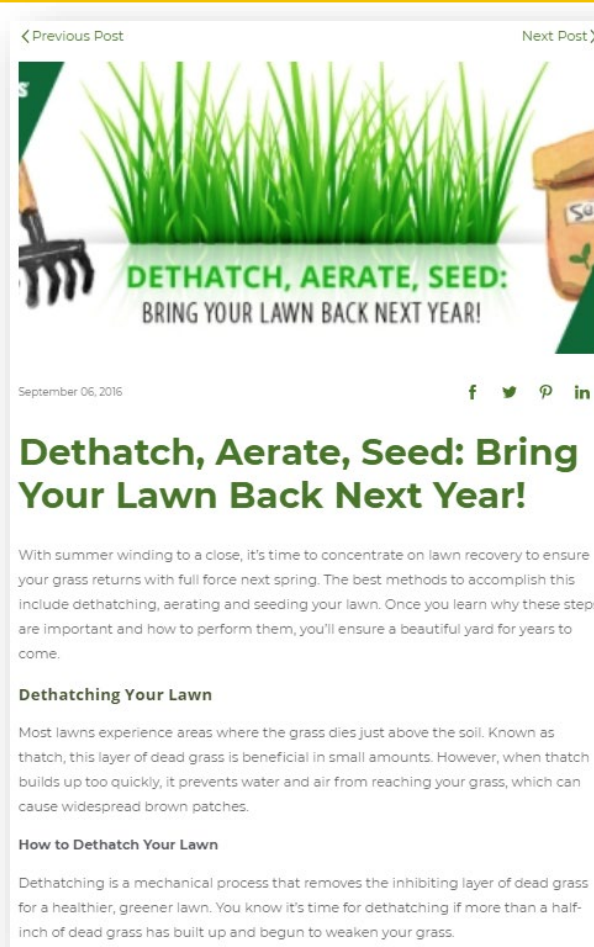 Previous Post
Next Post
DETHATCH, AERATE, SEED:
BRING YOUR LAWN BACK NEXT YEAR!
September 06, 2016
Dethatch, Aerate, Seed: Bring
Your Lawn Back Next Year!
With summer winding to a close, it’s time to concentrate on lawn recovery to ensure
your grass returns with full force next spring. The best methods to accomplish this
include dethatching, aerating and seeding your lawn. Once you learn why these steps
are important and how to perform them, you’ll ensure a beautiful yard for years to
come.
Dethatching Your Lawn
Most lawns experience areas where the grass dies just above the soil. Known as
thatch, this layer of dead grass is beneficial in small amounts. However, when thatch
builds up too quickly, it prevents water and air from reaching your grass, which can
cause widespread brown patches.
How to Dethatch Your Lawn
Dethatching is a mechanical process that removes the inhibiting layer of dead grass
for a healthier, greener lawn. You know it’s time for dethatching if more than a half-
inch of dead grass has built up and begun to weaken your grass.